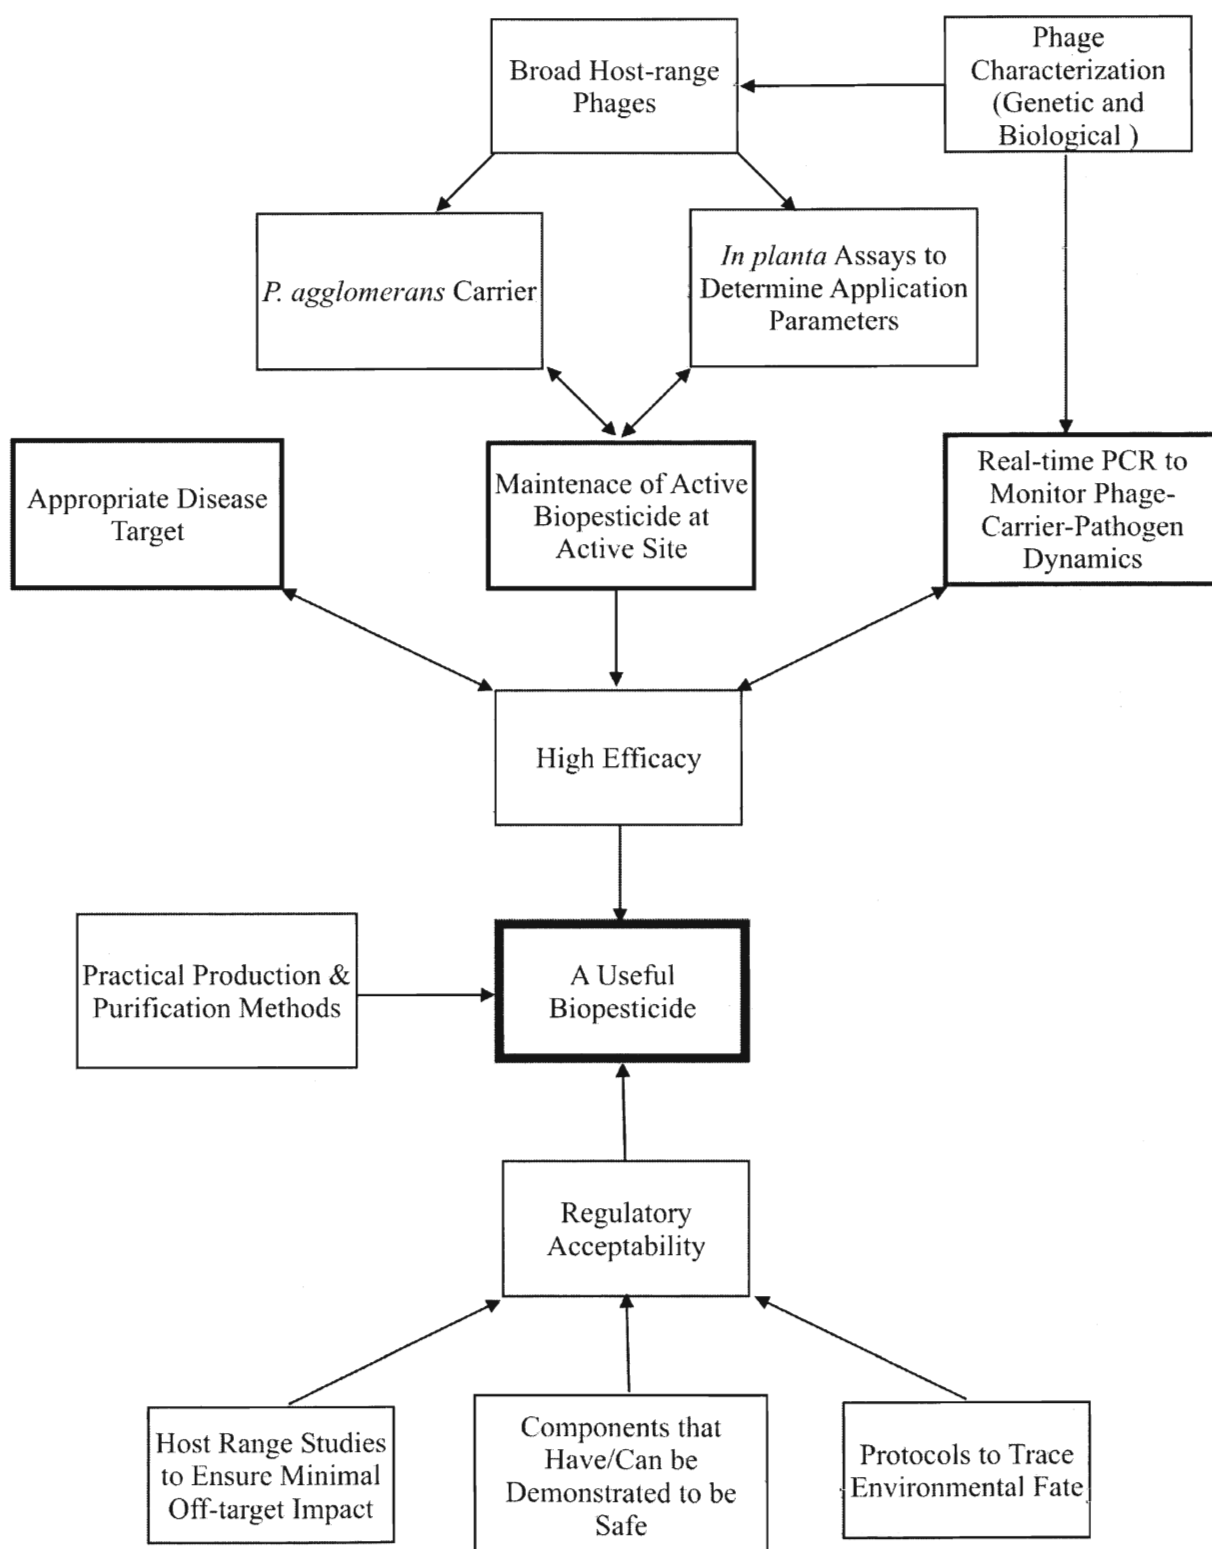 Broad Host-range
Phages
Phage
Characterization
(Genetic and
Biological )
P. agglomerans Carrier
In planta Assays to
Determine Application
Parameters
Appropriate Disease
Target
Maintenace of Active
Biopesticide at
Active Site
Real-time PCR to
Monitor Phage-
Carrier-Pathogen
Dynamics
High Efficacy
Practical Production &
Purification Methods
A Useful
Biopesticide
Regulatory
Acceptability
Host Range Studies
to Ensure Minimal
Off-target Impact
Components that
Have/Can be
Demonstrated to be
Safe
Protocols to Trace
Environmental Fate